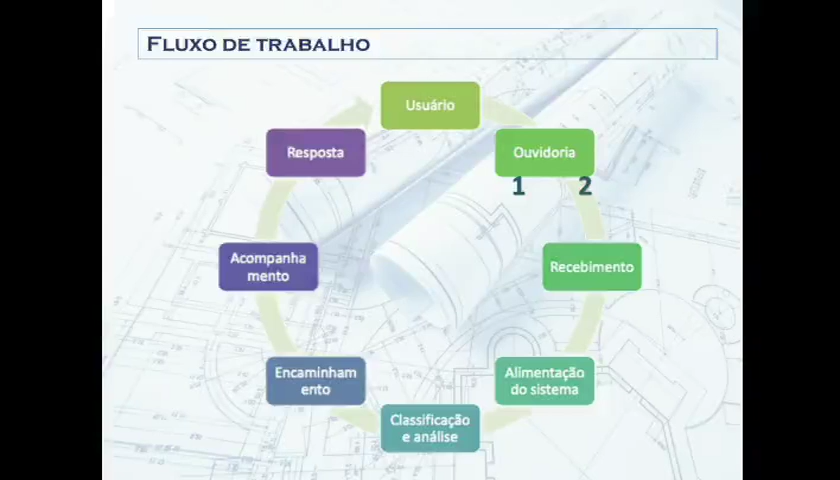 FLUXO DE TRABALHO
Usuário
Ouvidoria
1 2
Recebimento
Alimentação
do sistema
Classificação
e análise
Encaminham
ento
Acompanha
mento
Resposta